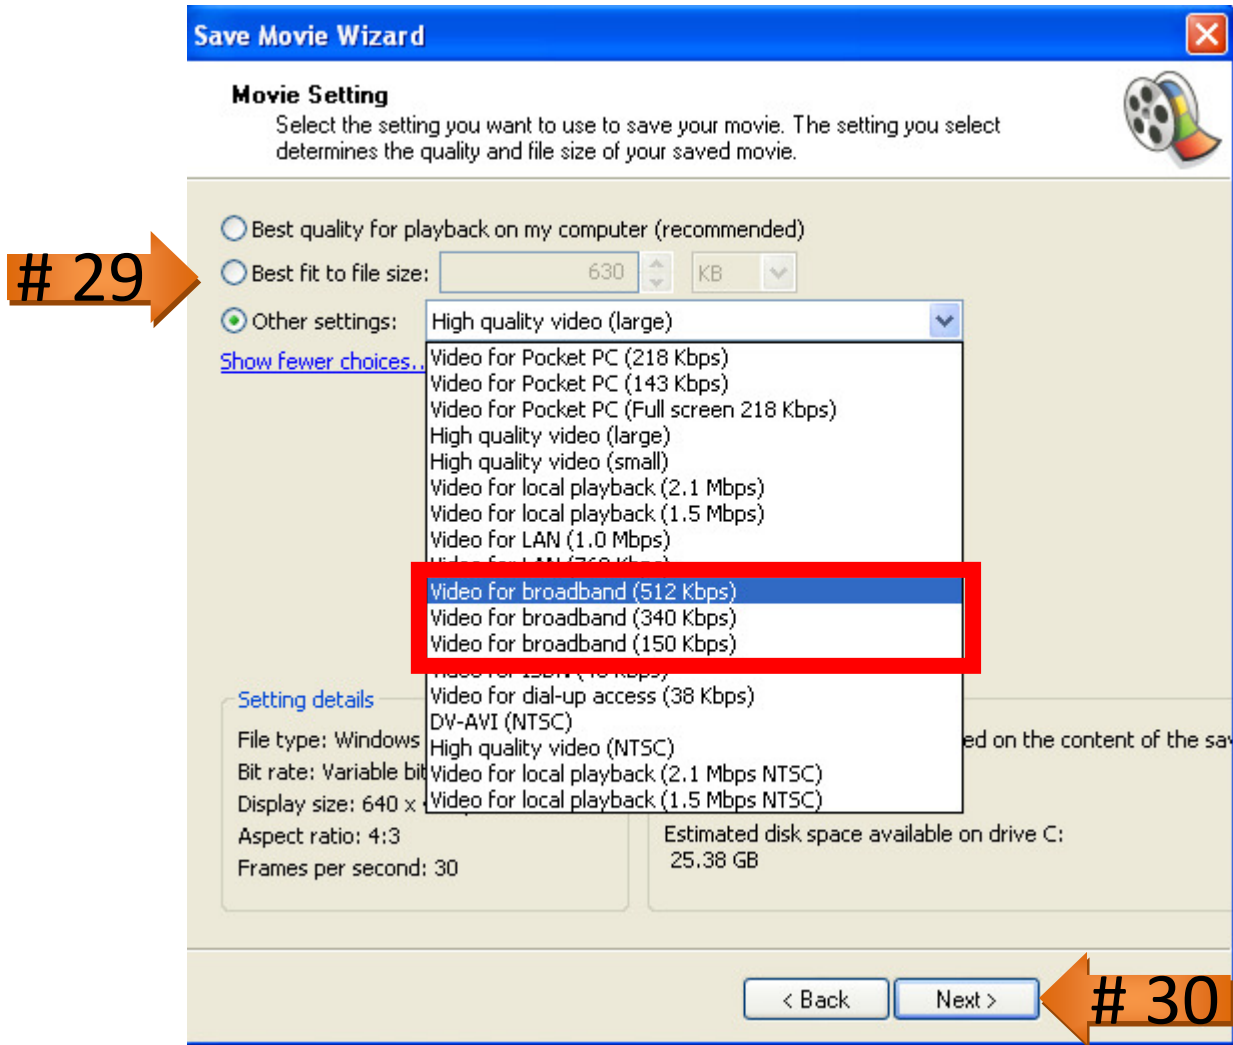 Save Movie Wizard
Movie Setting
Select the setting you want to use to save your movie. The setting you select
determines the quality and file size of your saved movie.
Best quality for playback on my computer (recommended)
# 29
Best fit to file size: 630 KB
Other settings: High quality video (large)
Show fewer choices..
Video for Pocket PC (218 Kbps)
Video for Pocket PC (143 Kbps)
Video for Pocket PC (Full screen 218 Kbps)
High quality video (large)
High quality video (small)
Video for local playback (2.1 Mbps)
Video for local playback (1.5 Mbps)
Video for LAN (1.0 Mbps)
Video for broadband (512 Kbps)
Video for broadband (340 Kbps)
Video for broadband (150 Kbps)
Video for dial-up access (38 Kbps)
DV-AVI (NTSC)
High quality video (NTSC)
Video for local playback (2.1 Mbps NTSC)
Video for local playback (1.5 Mbps NTSC)
Setting details
File type: Windows
Bit rate: Variable bit
Display size: 640 x
Aspect ratio: 4:3
Frames per second: 30
ed on the content of the sav
Estimated disk space available on drive C:
25.38 GB
< Back
Next >
# 30